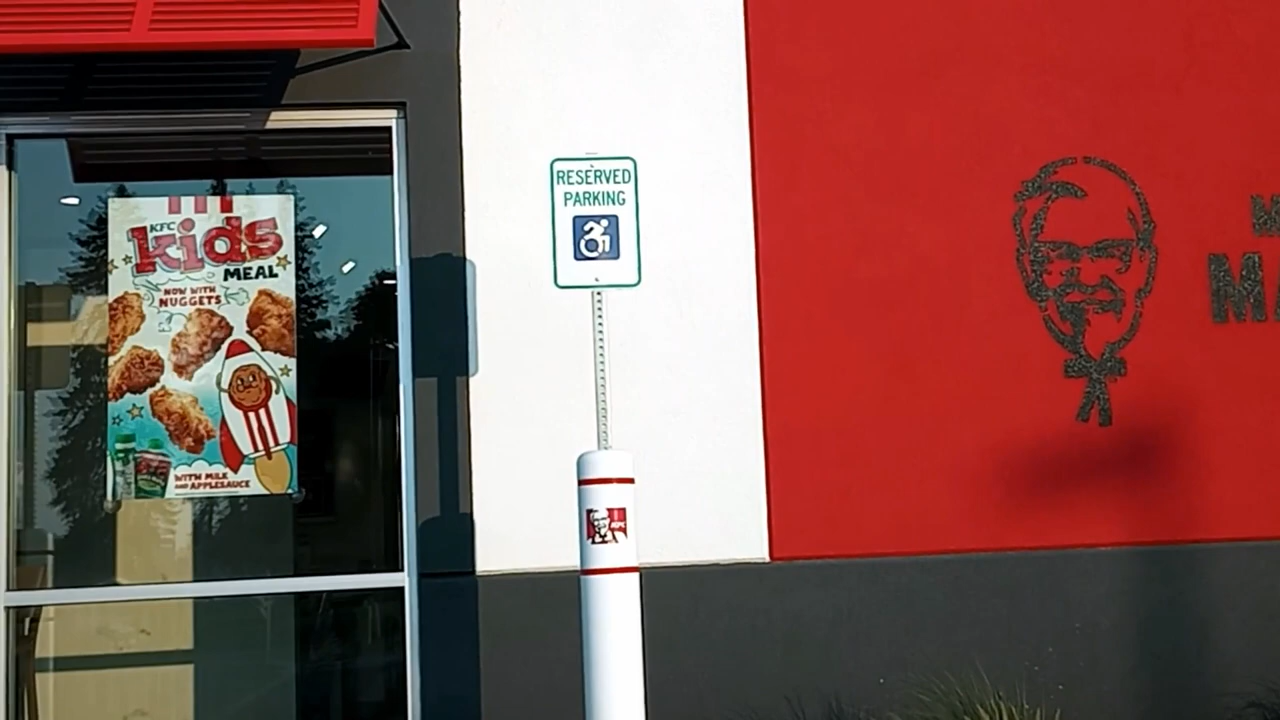 KFC
kids
MEAL
NOW WITH
NUGGETS
WITH MILK
AND APPLESAUCE
RESERVED
PARKING
KFC